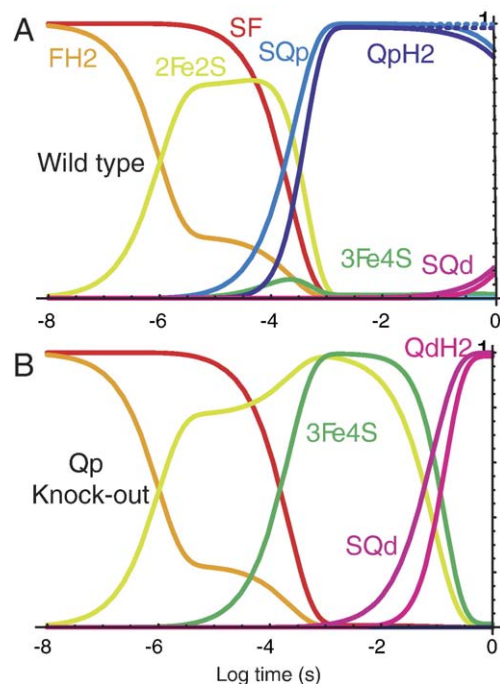 A
1
FH2
SF
2Fe2S
SQp
QpH2
Wild type
3Fe4S
SQd
-8
-6
-4
-2
0
B
QdH2
1
3Fe4S
Qp
Knock-out
SQd
-8
-6
-4
-2
0
Log time (s)